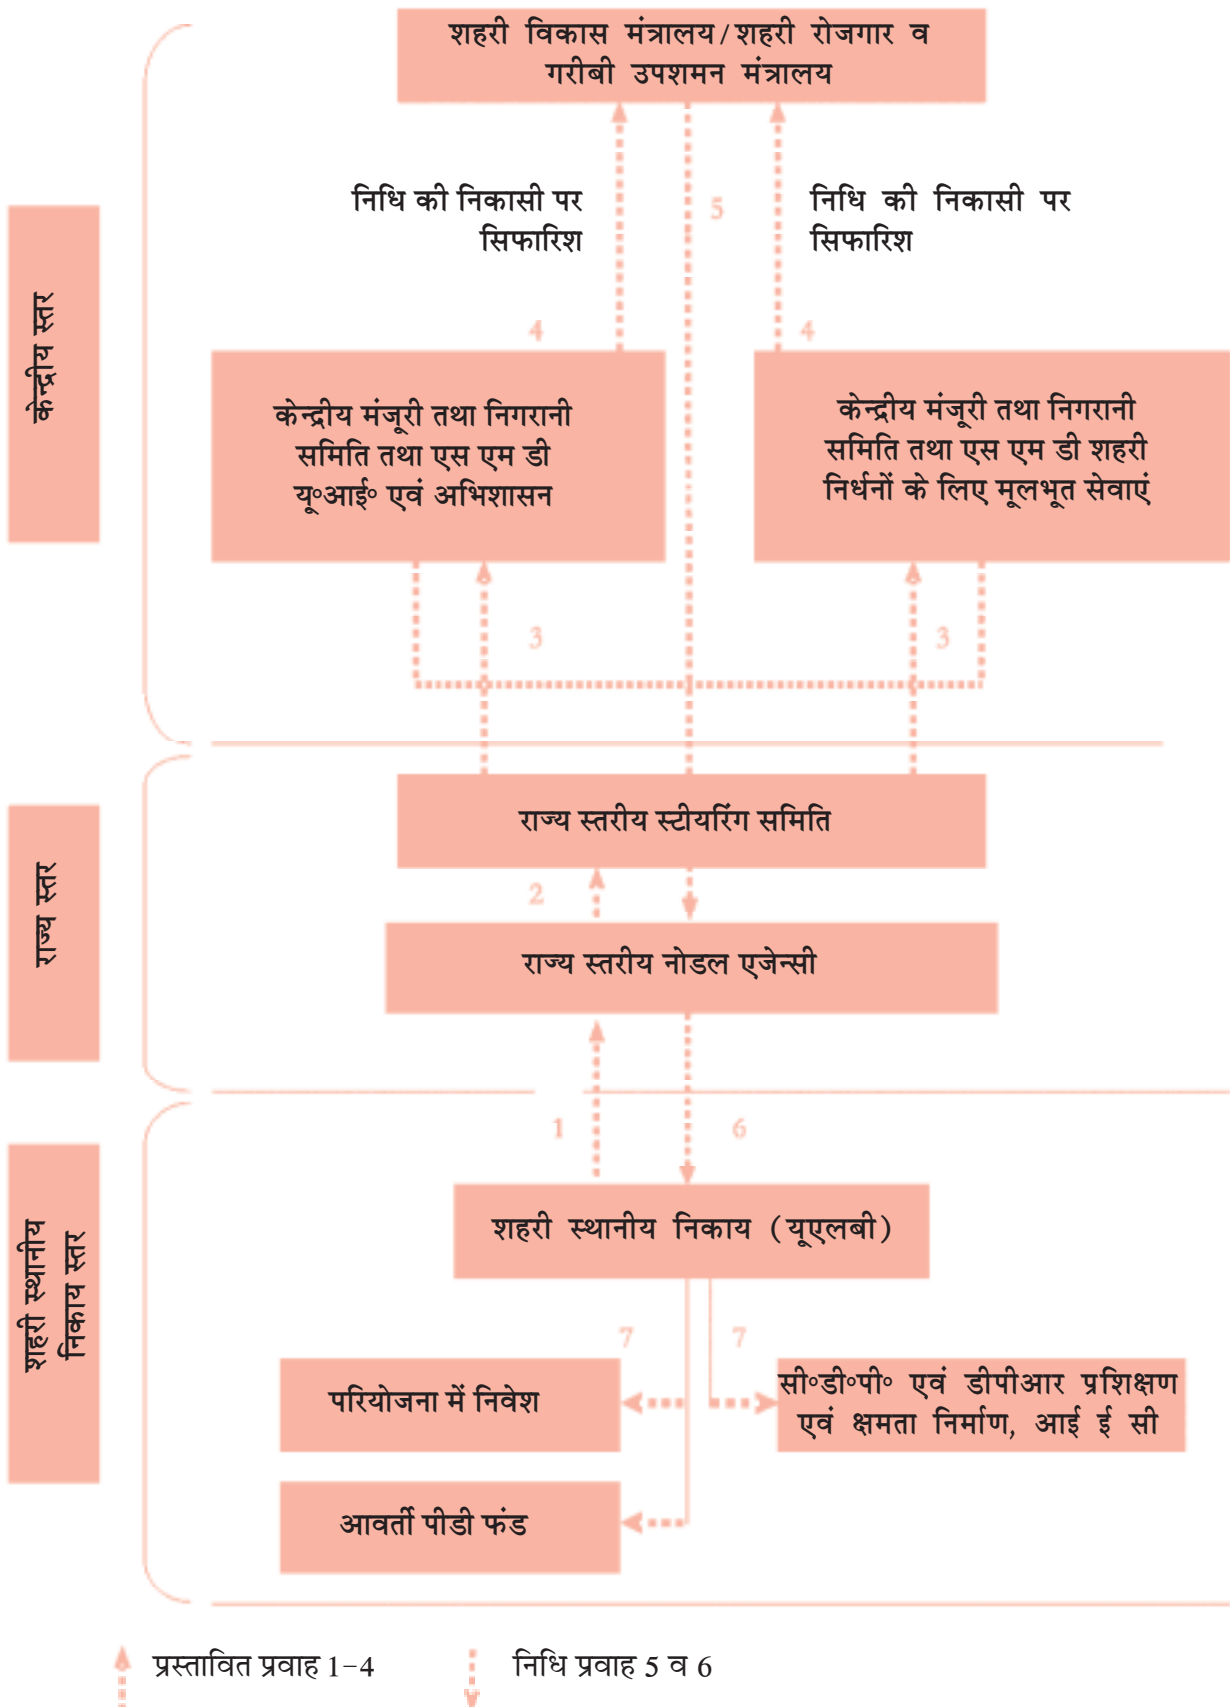 शहरी विकास मंत्रालय/शहरी रोजगार व
गरीबी उपशमन मंत्रालय
निधि की निकासी पर
सिफारिश
5
निधि की निकासी पर
सिफारिश
केन्द्रीय स्तर
4
4
केन्द्रीय मंजूरी तथा निगरानी
समिति तथा एस एम डी
यू॰आई॰ एवं अभिशासन
केन्द्रीय मंजूरी तथा निगरानी
समिति तथा एस एम डी शहरी
निर्धनों के लिए मूलभूत सेवाएं
3
3
राज्य स्तर
राज्य स्तरीय स्टीयरिंग समिति
2
राज्य स्तरीय नोडल एजेन्सी
1
6
शहरी स्थानीय
निकाय स्तर
शहरी स्थानीय निकाय (यूएलबी)
7
7
परियोजना में निवेश
सी॰डी॰पी॰ एवं डीपीआर प्रशिक्षण
एवं क्षमता निर्माण, आई ई सी
आवर्ती पीडी फंड
प्रस्तावित प्रवाह 1-4
निधि प्रवाह 5 व 6